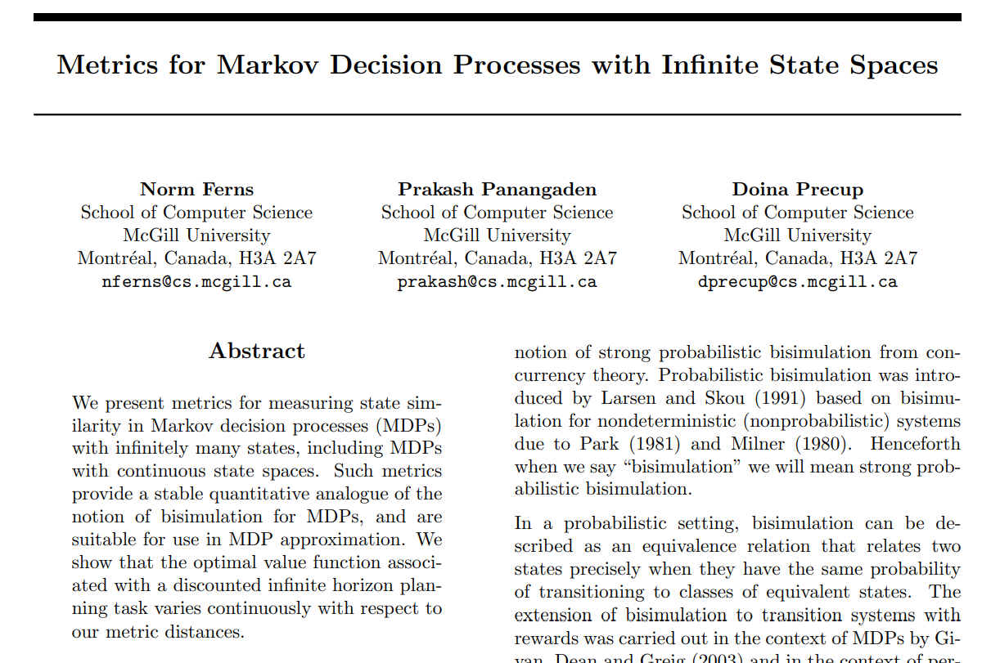 Metrics for Markov Decision Processes with Infinite State Spaces
Norm Ferns
School of Computer Science
McGill University
Montréal, Canada, H3A 2A7
nferns@cs.mcgill.ca
Prakash Panangaden
School of Computer Science
McGill University
Montréal, Canada, H3A 2A7
prakash@cs.mcgill.ca
Doina Precup
School of Computer Science
McGill University
Montréal, Canada, H3A 2A7
dprecup@cs.mcgill.ca
Abstract
We present metrics for measuring state sim-
ilarity in Markov decision processes (MDPs)
with infinitely many states, including MDPs
with continuous state spaces. Such metrics
provide a stable quantitative analogue of the
notion of bisimulation for MDPs, and are
suitable for use in MDP approximation. We
show that the optimal value function associ-
ated with a discounted infinite horizon plan-
ning task varies continuously with respect to
our metric distances.
notion of strong probabilistic bisimulation from con-
currency theory. Probabilistic bisimulation was intro-
duced by Larsen and Skou (1991) based on bisimu-
lation for nondeterministic (nonprobabilistic) systems
due to Park (1981) and Milner (1980). Henceforth
when we say “bisimulation” we will mean strong prob-
abilistic bisimulation.
In a probabilistic setting, bisimulation can be de-
scribed as an equivalence relation that relates two
states precisely when they have the same probability
of transitioning to classes of equivalent states. The
extension of bisimulation to transition systems with
rewards was carried out in the context of MDPs by Gi-
van, Dean and Greig (2003) and in the context of per-